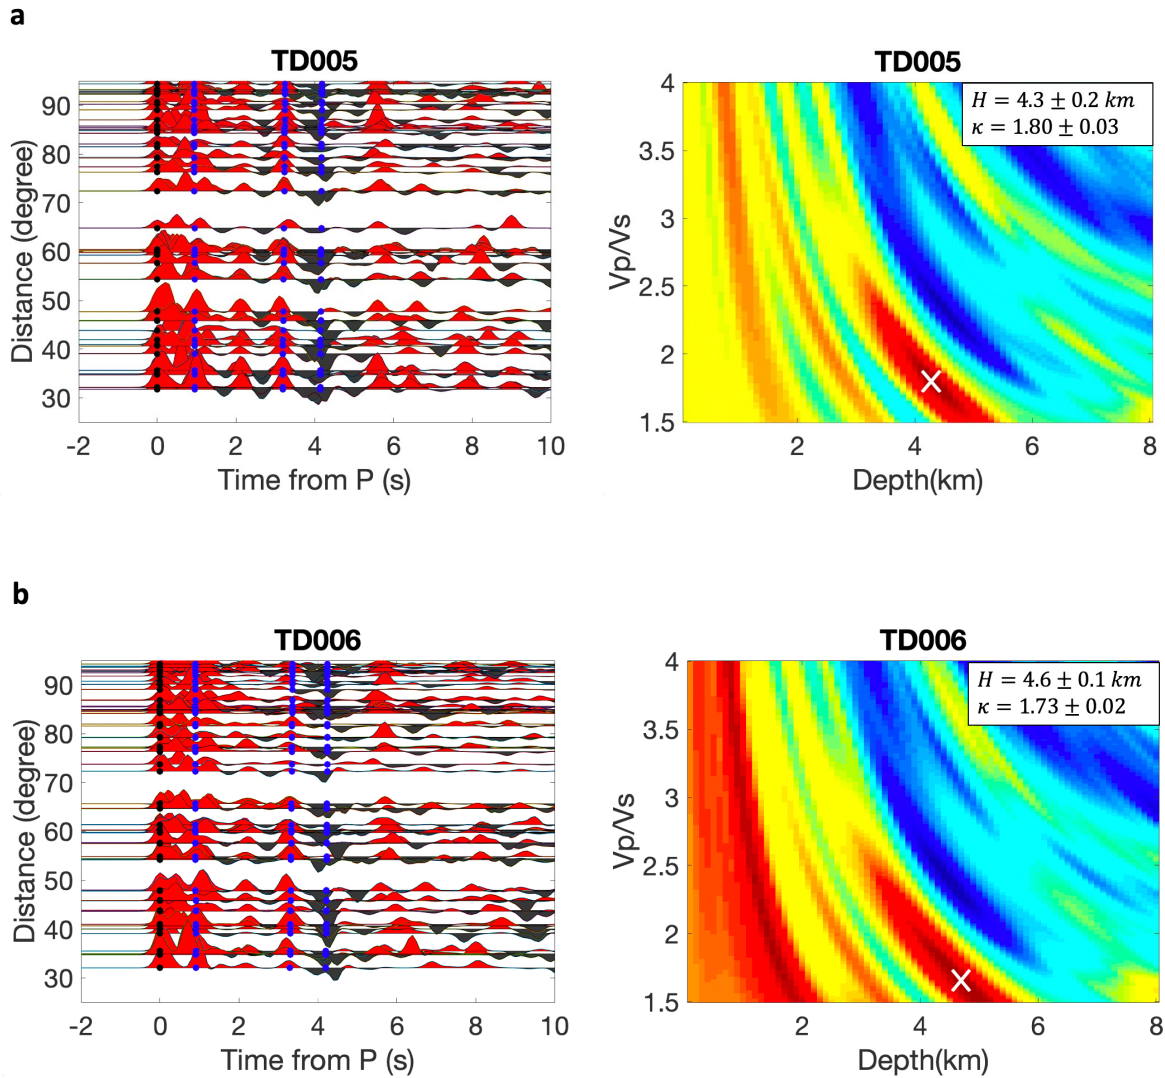 a
TD005
90
80
70
60
50
40
30
Distance (degree)
-2 0 2 4 6 8 10
Time from P (s)
TD005
H = 4.3 ± 0.2 km
κ = 1.80 ± 0.03
4
3.5
3
2.5
2
1.5
Vp/Vs
2 4 6 8
Depth(km)
b
TD006
90
80
70
60
50
40
30
Distance (degree)
-2 0 2 4 6 8 10
Time from P (s)
TD006
H = 4.6 ± 0.1 km
κ = 1.73 ± 0.02
4
3.5
3
2.5
2
1.5
Vp/Vs
2 4 6 8
Depth(km)